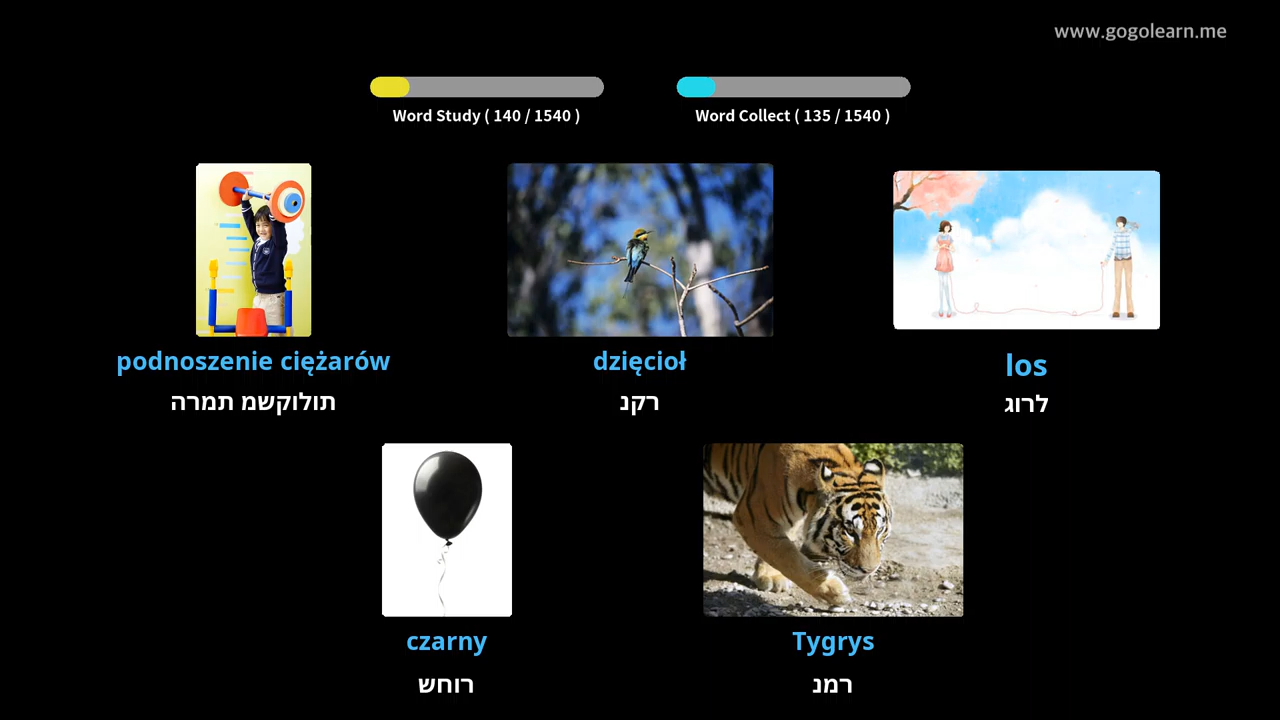 www.gogolearn.me
Word Study ( 140 / 1540 )
Word Collect ( 135 / 1540 )
podnoszenie ciężarów
תולוקשמ תמרה
dzięcioł
רקנ
los
לרוג
czarny
רוחש
Tygrys
רמנ